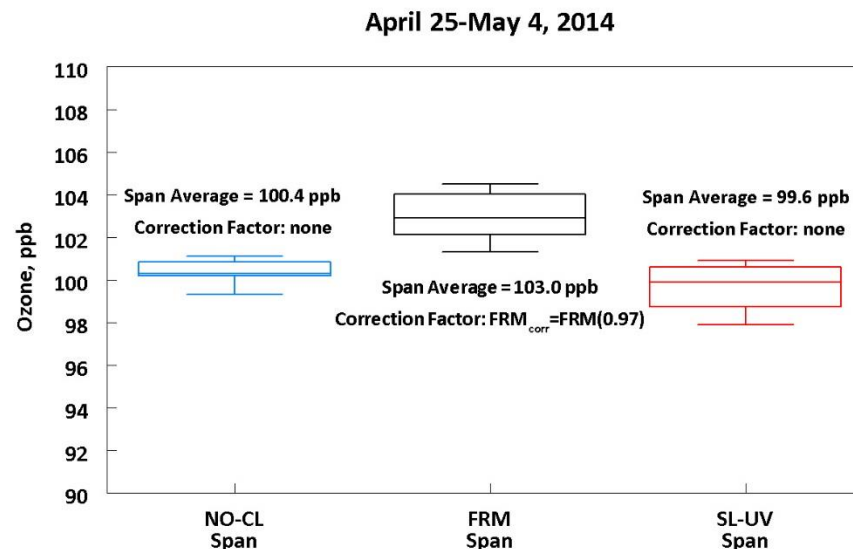 April 25-May 4, 2014
110
108
106
104
102
100
98
96
94
92
90
Ozone, ppb
Span Average = 100.4 ppb
Correction Factor: none
Span Average = 103.0 ppb
Correction Factor: FRMcorr=FRM(0.97)
Span Average = 99.6 ppb
Correction Factor: none
NO-CL
Span
FRM
Span
SL-UV
Span